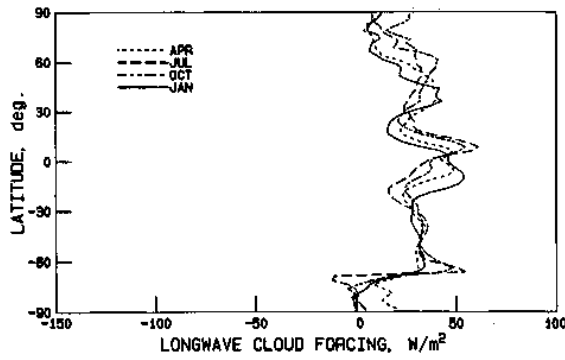 90
60
30
0
-30
-60
-90
LATITUDE, deg.
APR
JUL
OCT
JAN
-150 -100 -50 0 50 100
LONGWAVE CLOUD FORCING, W/m²